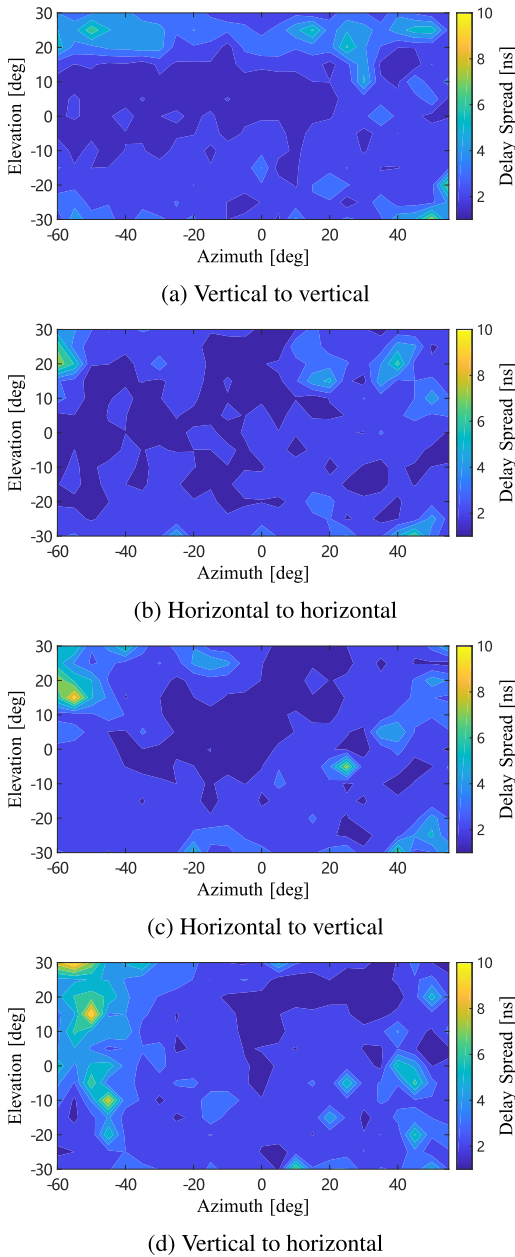 30
20
10
0
-10
-20
-30
Elevation [deg]
-60 -40 -20 0 20 40
Azimuth [deg]
10
8
6
4
2
Delay Spread [ns]
(a) Vertical to vertical
30
20
10
0
-10
-20
-30
Elevation [deg]
-60 -40 -20 0 20 40
Azimuth [deg]
10
8
6
4
2
Delay Spread [ns]
(b) Horizontal to horizontal
30
20
10
0
-10
-20
-30
Elevation [deg]
-60 -40 -20 0 20 40
Azimuth [deg]
10
8
6
4
2
Delay Spread [ns]
(c) Horizontal to vertical
30
20
10
0
-10
-20
-30
Elevation [deg]
-60 -40 -20 0 20 40
Azimuth [deg]
10
8
6
4
2
Delay Spread [ns]
(d) Vertical to horizontal